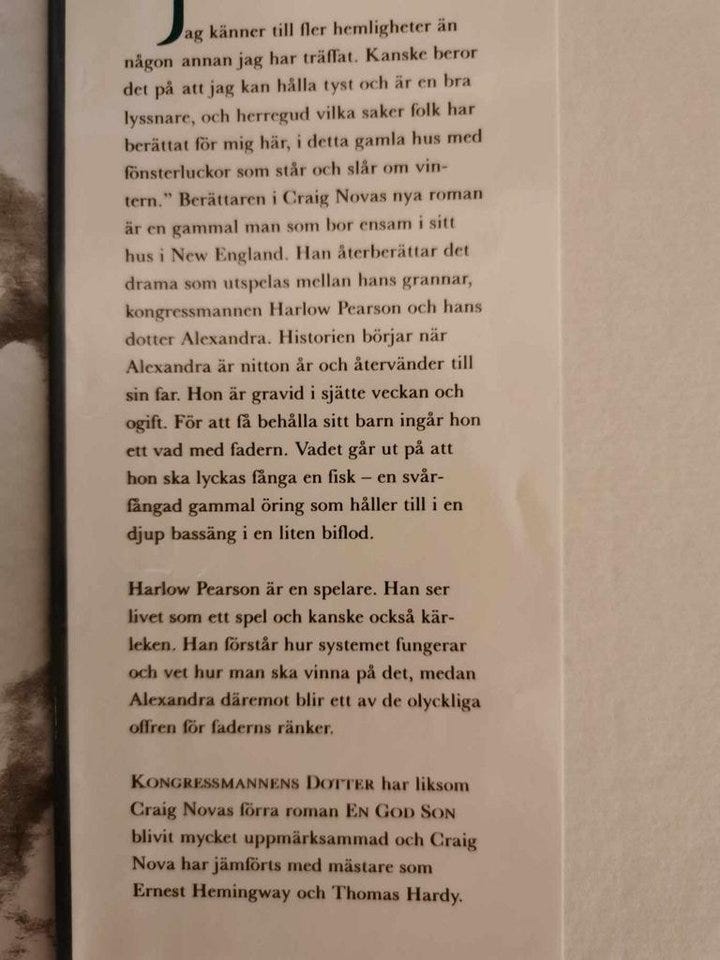 Jag känner till fler hemligheter än
någon annan jag har träffat. Kanske beror
det på att jag kan hålla tyst och är en bra
lyssnare, och herregud vilka saker folk har
berättat för mig här, i detta gamla hus med
fönsterluckor som står och slår om vin-
tern.” Berättaren i Craig Novas nya roman
är en gammal man som bor ensam i sitt
hus i New England. Han återberättar det
drama som utspelas mellan hans grannar,
kongressmannen Harlow Pearson och hans
dotter Alexandra. Historien börjar när
Alexandra är nitton år och återvänder till
sin far. Hon är gravid i sjätte veckan och
ogift. För att få behålla sitt barn ingår hon
ett vad med fadern. Vadet går ut på att
hon ska lyckas fånga en fisk – en svår-
fångad gammal öring som håller till i en
djup bassäng i en liten biflod.

Harlow Pearson är en spelare. Han ser
livet som ett spel och kanske också kär-
leken. Han förstår hur systemet fungerar
och vet hur man ska vinna på det, medan
Alexandra däremot blir ett av de olyckliga
offren för faderns ränker.

KONGRESSMANNENS DOTTER har liksom
Craig Novas förra roman EN GOD SON
blivit mycket uppmärksammad och Craig
Nova har jämförts med mästare som
Ernest Hemingway och Thomas Hardy.